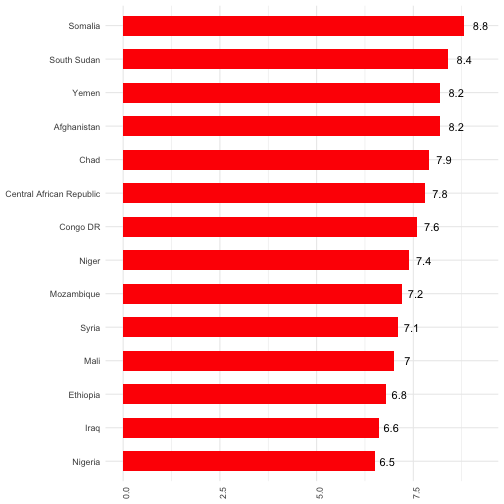 Somalia 8.8
South Sudan 8.4
Yemen 8.2
Afghanistan 8.2
Chad 7.9
Central African Republic 7.8
Congo DR 7.6
Niger 7.4
Mozambique 7.2
Syria 7.1
Mali 7
Ethiopia 6.8
Iraq 6.6
Nigeria 6.5
0.0 2.5 5.0 7.5